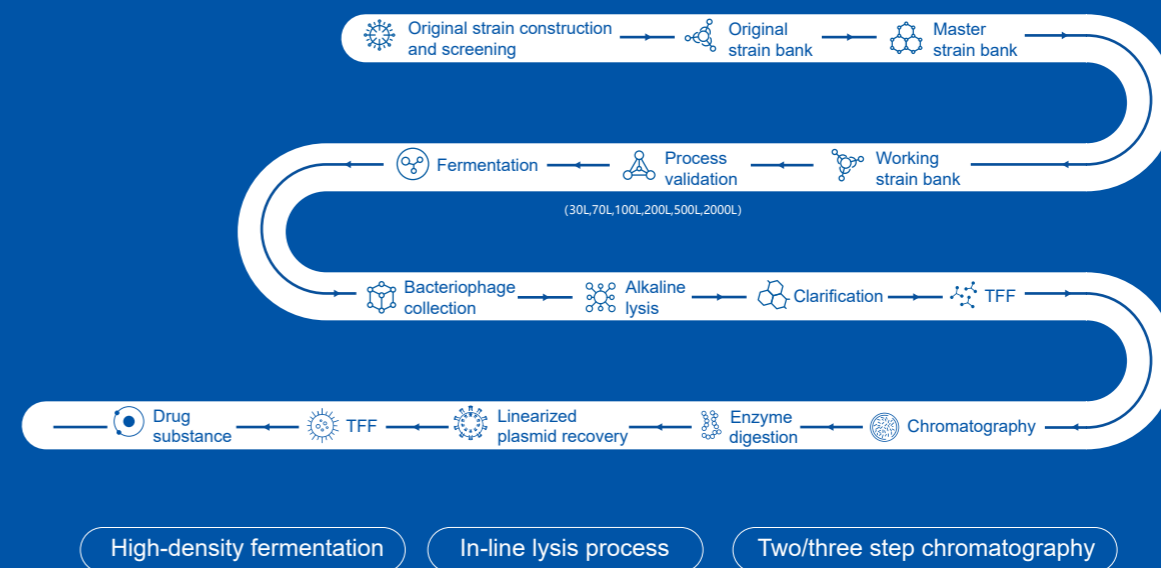 Original strain construction
and screening
Original
strain bank
Master
strain bank
Working
strain bank
Process
validation
(30L,70L,100L,200L,500L,2000L)
Fermentation
Bacteriophage
collection
Alkaline
lysis
Clarification
TFF
Chromatography
Enzyme
digestion
Linearized
plasmid recovery
TFF
Drug
substance
High-density fermentation
In-line lysis process
Two/three step chromatography